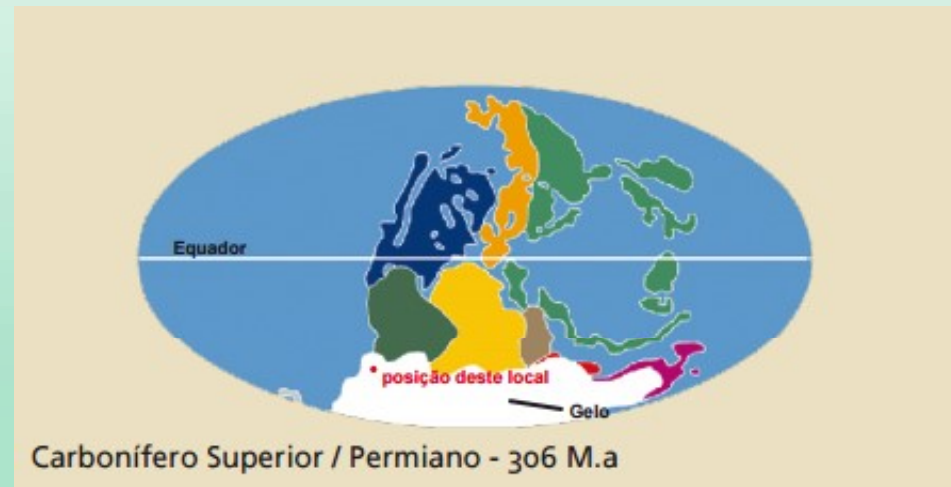 Equador
posição deste local
Gelo
Carbonífero Superior / Permiano - 306 M.a